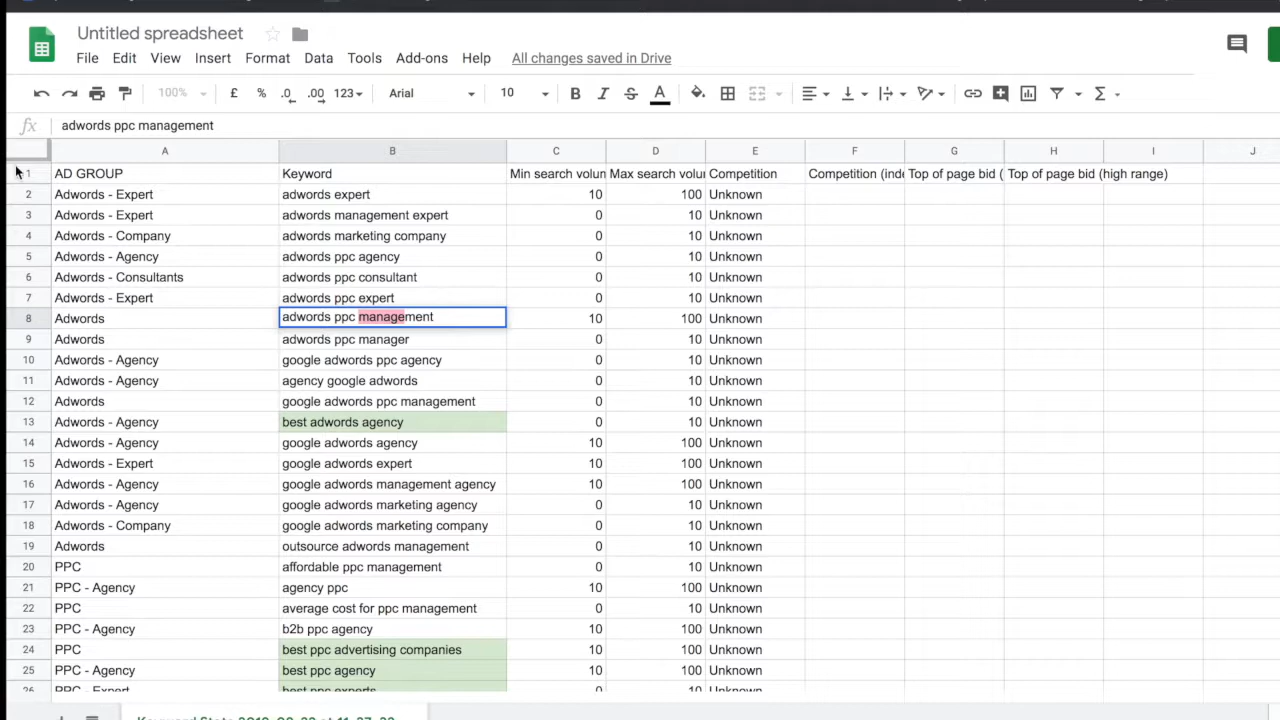 Untitled spreadsheet
File Edit View Insert Format Data Tools Add-ons Help All changes saved in Drive
100% £ % .0 .00 123 Arial 10 B I S A Σ
fx adwords ppc management
A B C D E F G H I J
1 AD GROUP Keyword Min search volum Max search volu Competition Competition (inde Top of page bid ( Top of page bid (high range)
2 Adwords - Expert adwords expert 10 100 Unknown
3 Adwords - Expert adwords management expert 0 10 Unknown
4 Adwords - Company adwords marketing company 0 10 Unknown
5 Adwords - Agency adwords ppc agency 0 10 Unknown
6 Adwords - Consultants adwords ppc consultant 0 10 Unknown
7 Adwords - Expert adwords ppc expert 0 10 Unknown
8 Adwords adwords ppc management 10 100 Unknown
9 Adwords adwords ppc manager 0 10 Unknown
10 Adwords - Agency google adwords ppc agency 0 10 Unknown
11 Adwords - Agency agency google adwords 0 10 Unknown
12 Adwords google adwords ppc management 0 10 Unknown
13 Adwords - Agency best adwords agency 0 10 Unknown
14 Adwords - Agency google adwords agency 10 100 Unknown
15 Adwords - Expert google adwords expert 10 100 Unknown
16 Adwords - Agency google adwords management agency 10 100 Unknown
17 Adwords - Agency google adwords marketing agency 0 10 Unknown
18 Adwords - Company google adwords marketing company 0 10 Unknown
19 Adwords outsource adwords management 0 10 Unknown
20 PPC affordable ppc management 0 10 Unknown
21 PPC - Agency agency ppc 10 100 Unknown
22 PPC average cost for ppc management 0 10 Unknown
23 PPC - Agency b2b ppc agency 10 100 Unknown
24 PPC best ppc advertising companies 10 100 Unknown
25 PPC - Agency best ppc agency 10 100 Unknown
26 PPC - Expert best ppc experts 0 10 Unknown